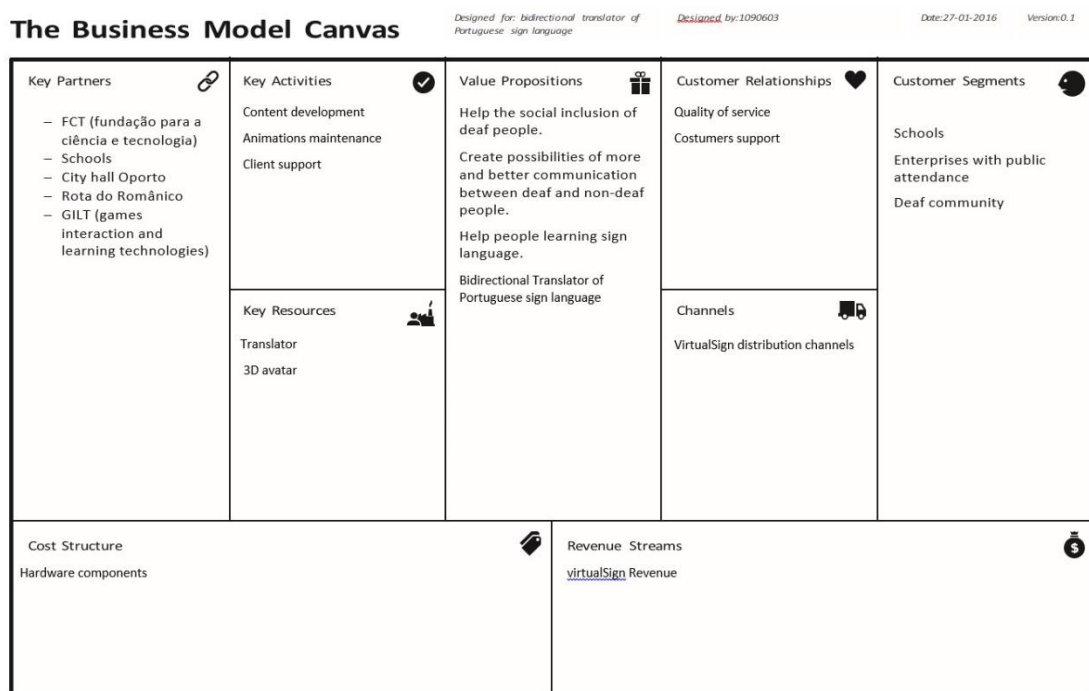 The Business Model Canvas
Designed for: bidirectional translator of
Portuguese sign language
Designed by:1090603
Date:27-01-2016
Version:0.1
Key Partners
– FCT (fundação para a
ciência e tecnologia)
– Schools
– City hall Oporto
– Rota do Românico
– GILT (games
interaction and
learning technologies)
Key Activities
Content development
Animations maintenance
Client support
Key Resources
Translator
3D avatar
Value Propositions
Help the social inclusion of
deaf people.
Create possibilities of more
and better communication
between deaf and non-deaf
people.
Help people learning sign
language.
Bidirectional Translator of
Portuguese sign language
Customer Relationships
Quality of service
Costumers support
Channels
VirtualSign distribution channels
Customer Segments
Schools
Enterprises with public
attendance
Deaf community
Cost Structure
Hardware components
Revenue Streams
$
virtualSign Revenue